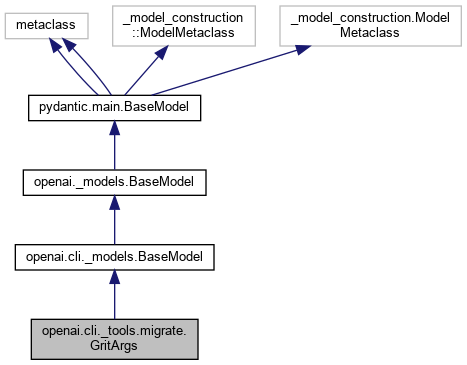 metaclass
_model_construction
::ModelMetaclass
_model_construction.Model
Metaclass
pydantic.main.BaseModel
openai._models.BaseModel
openai.cli._models.BaseModel
openai.cli._tools.migrate.
GritArgs